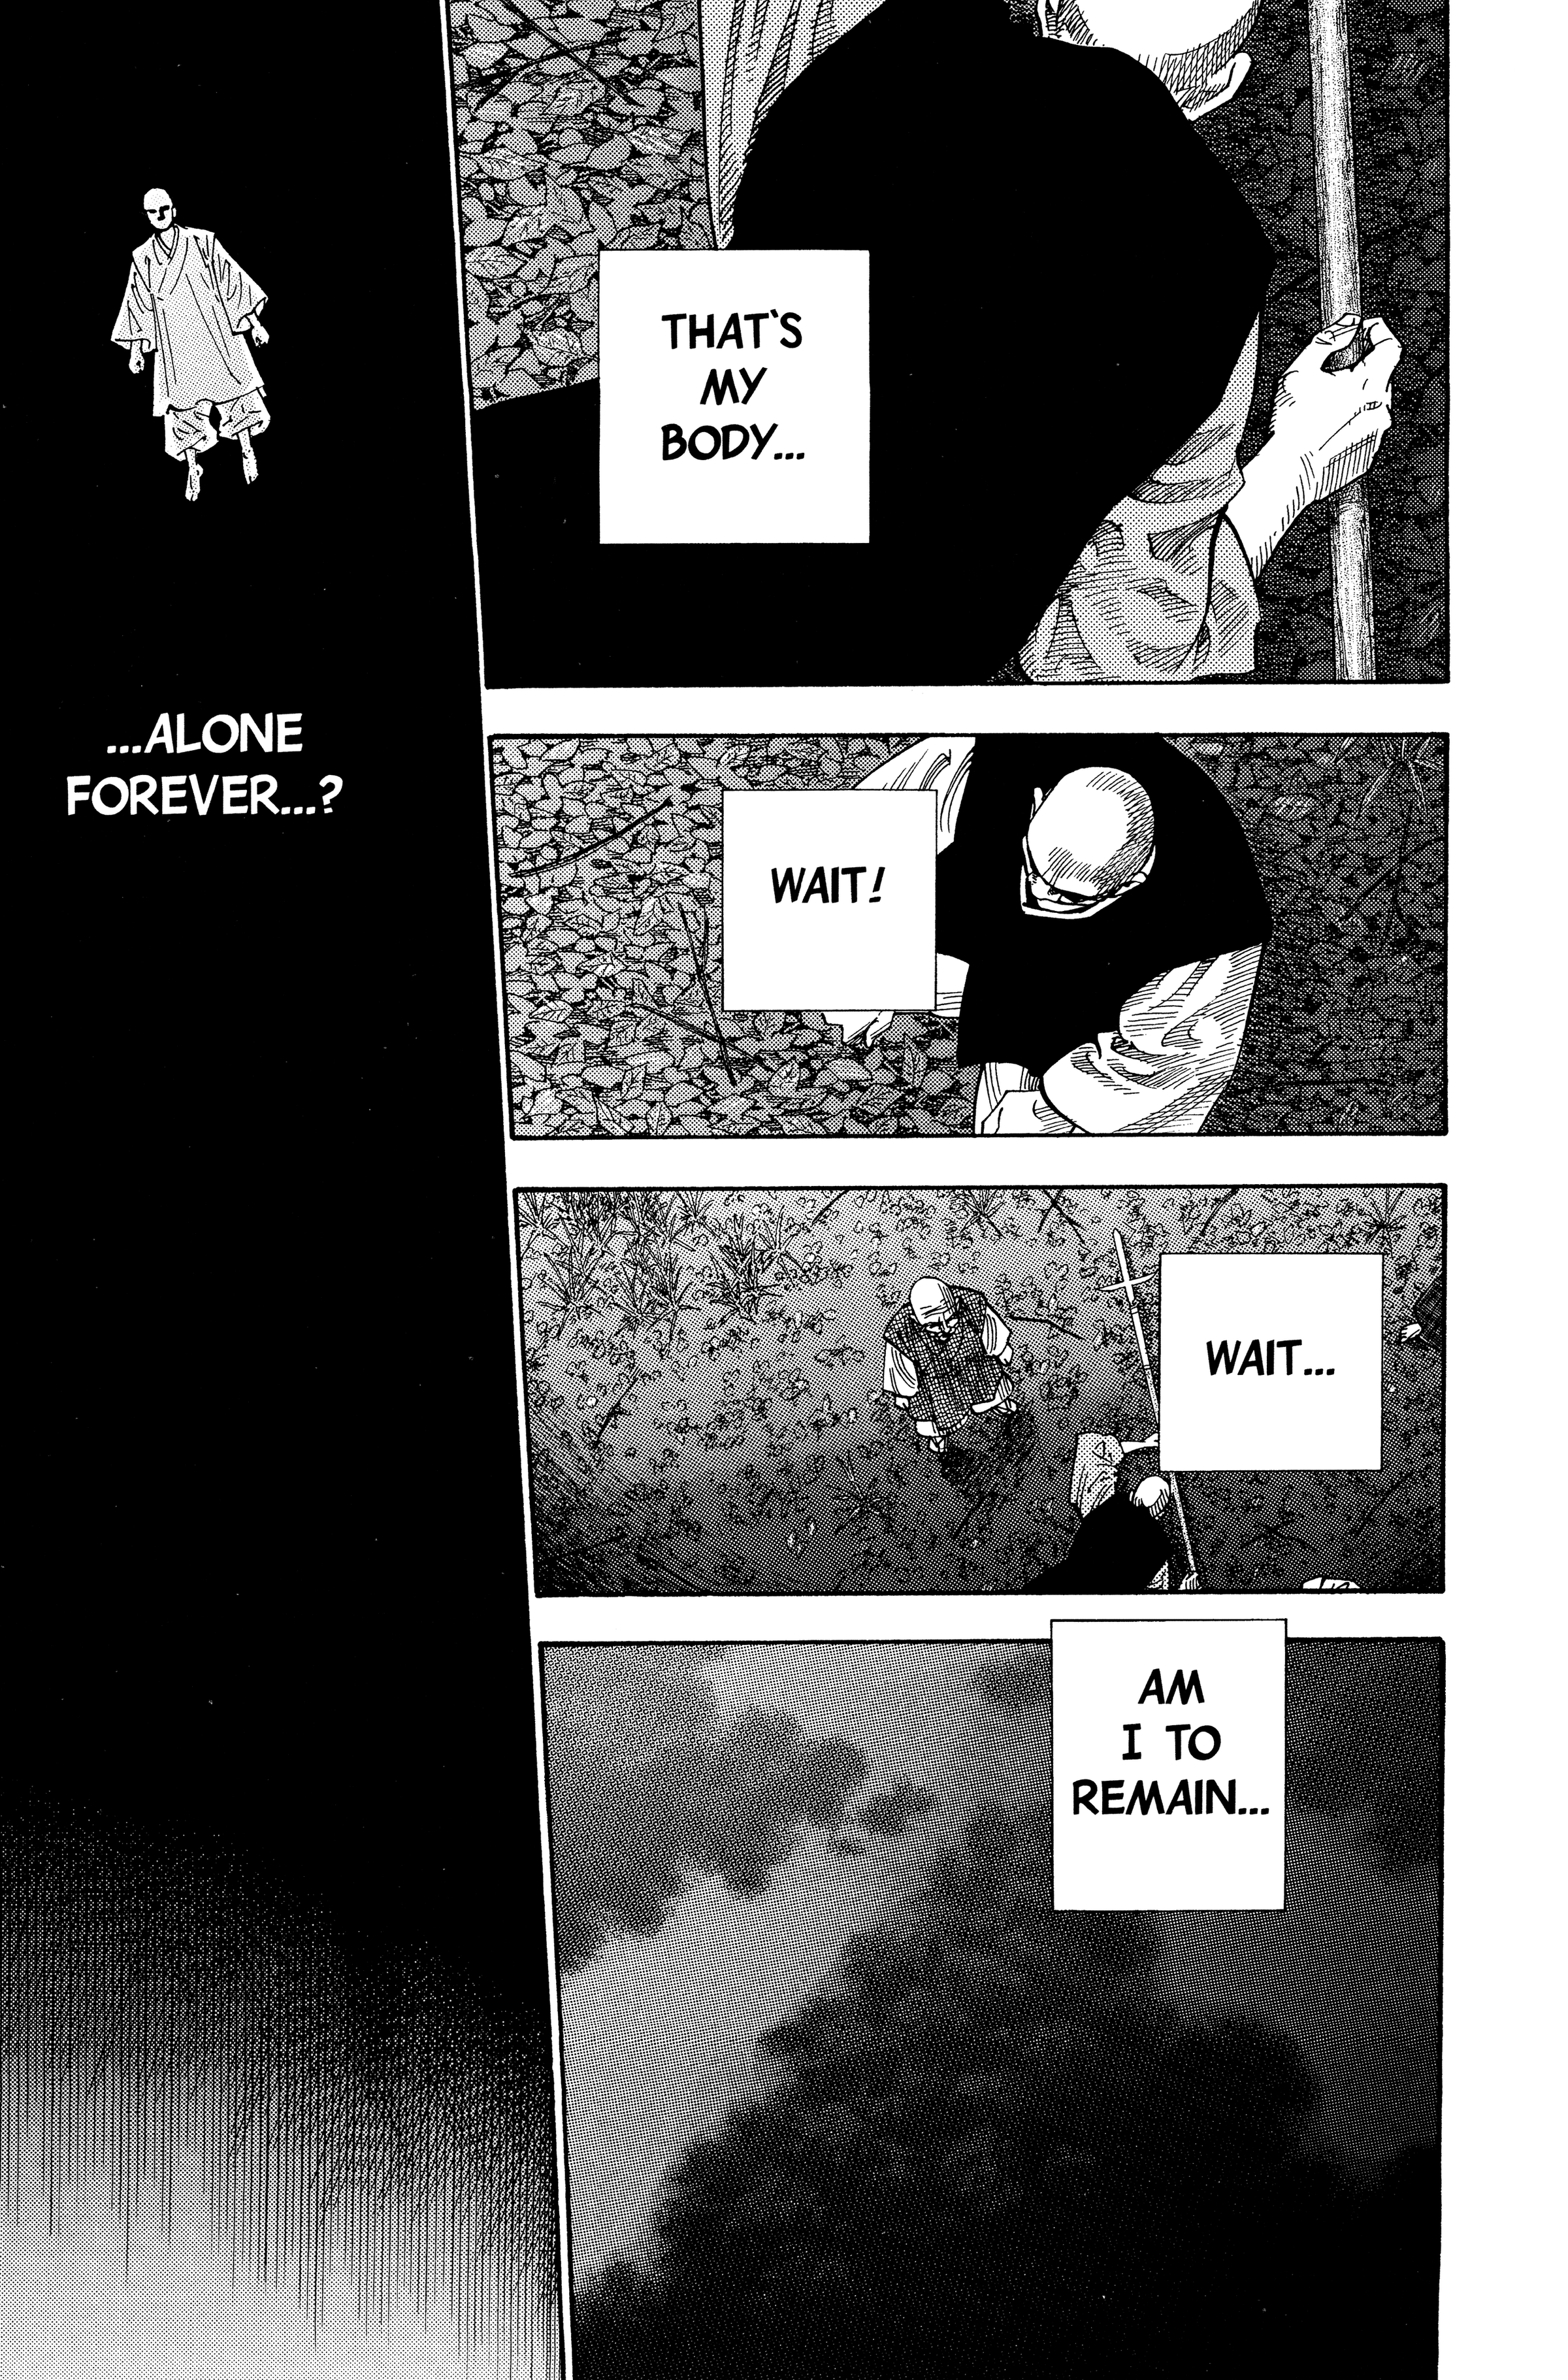 THAT'S
MY
BODY...
WAIT!
WAIT...
AM
I TO
REMAIN...
...ALONE
FOREVER...?